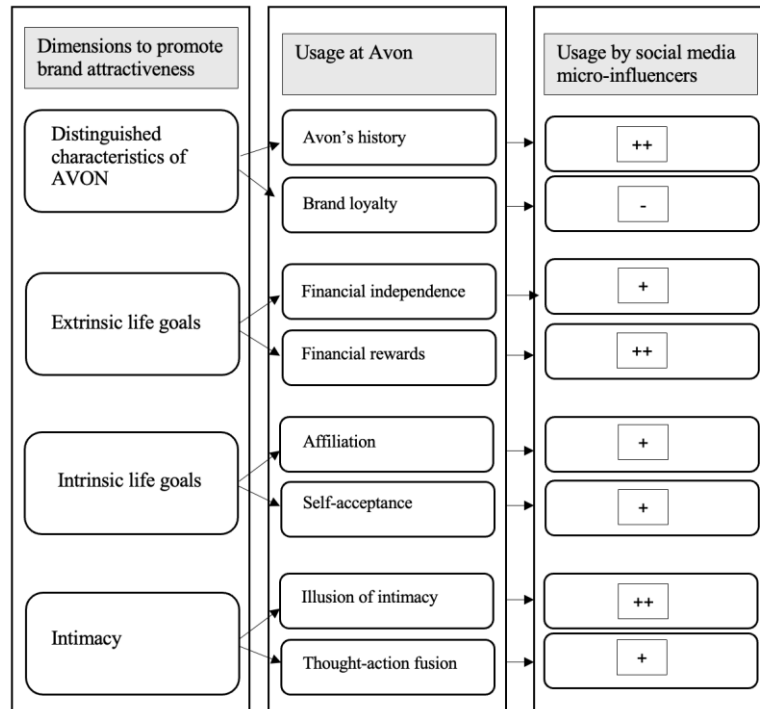 Dimensions to promote
brand attractiveness
Usage at Avon
Usage by social media
micro-influencers
Distinguished
characteristics of
AVON
Avon's history
++
Brand loyalty
-
Extrinsic life goals
Financial independence
+
Financial rewards
++
Intrinsic life goals
Affiliation
+
Self-acceptance
+
Intimacy
Illusion of intimacy
++
Thought-action fusion
+